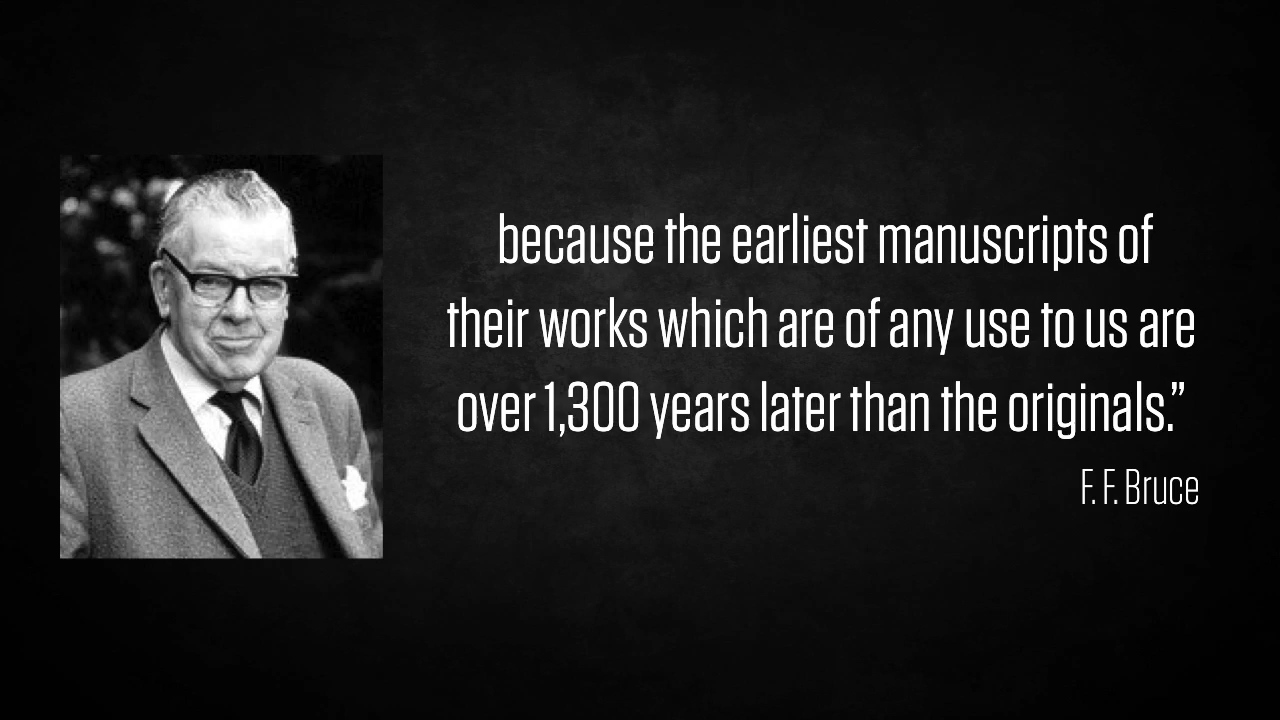 because the earliest manuscripts of
their works which are of any use to us are
over 1,300 years later than the originals.”
F. F. Bruce